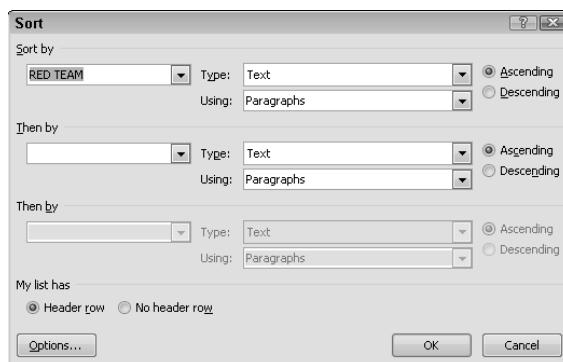 Sort
Sort by
RED TEAM Type: Text Ascending
Using: Paragraphs Descending
Then by
Type: Text Ascending
Using: Paragraphs Descending
Then by
Type: Text Ascending
Using: Paragraphs Descending
My list has
Header row No header row
Options... OK Cancel